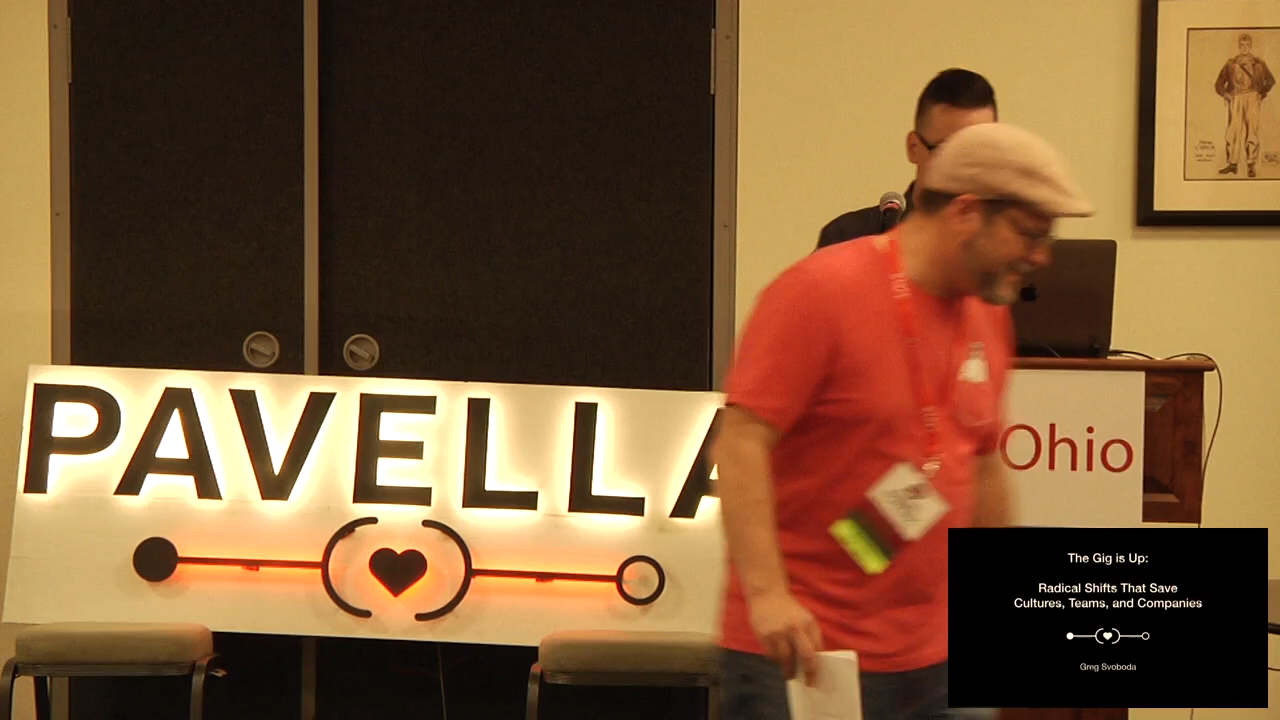 PAVELLA
Ohio
The Gig is Up:
Radical Shifts That Save
Cultures, Teams, and Companies
Greg Svoboda